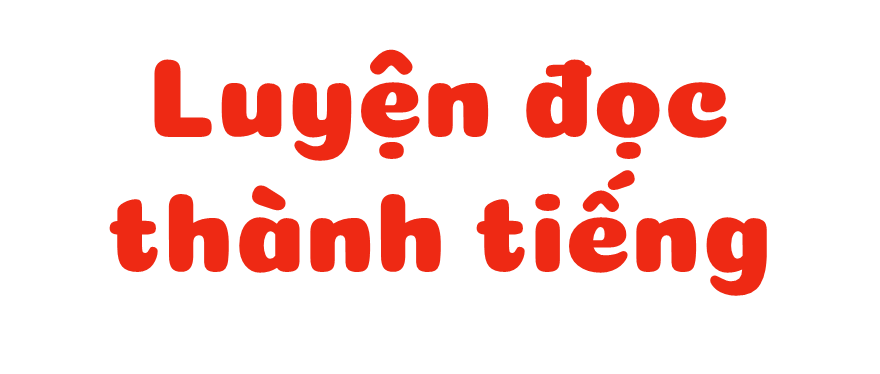 Luyện đọc
thành tiếng